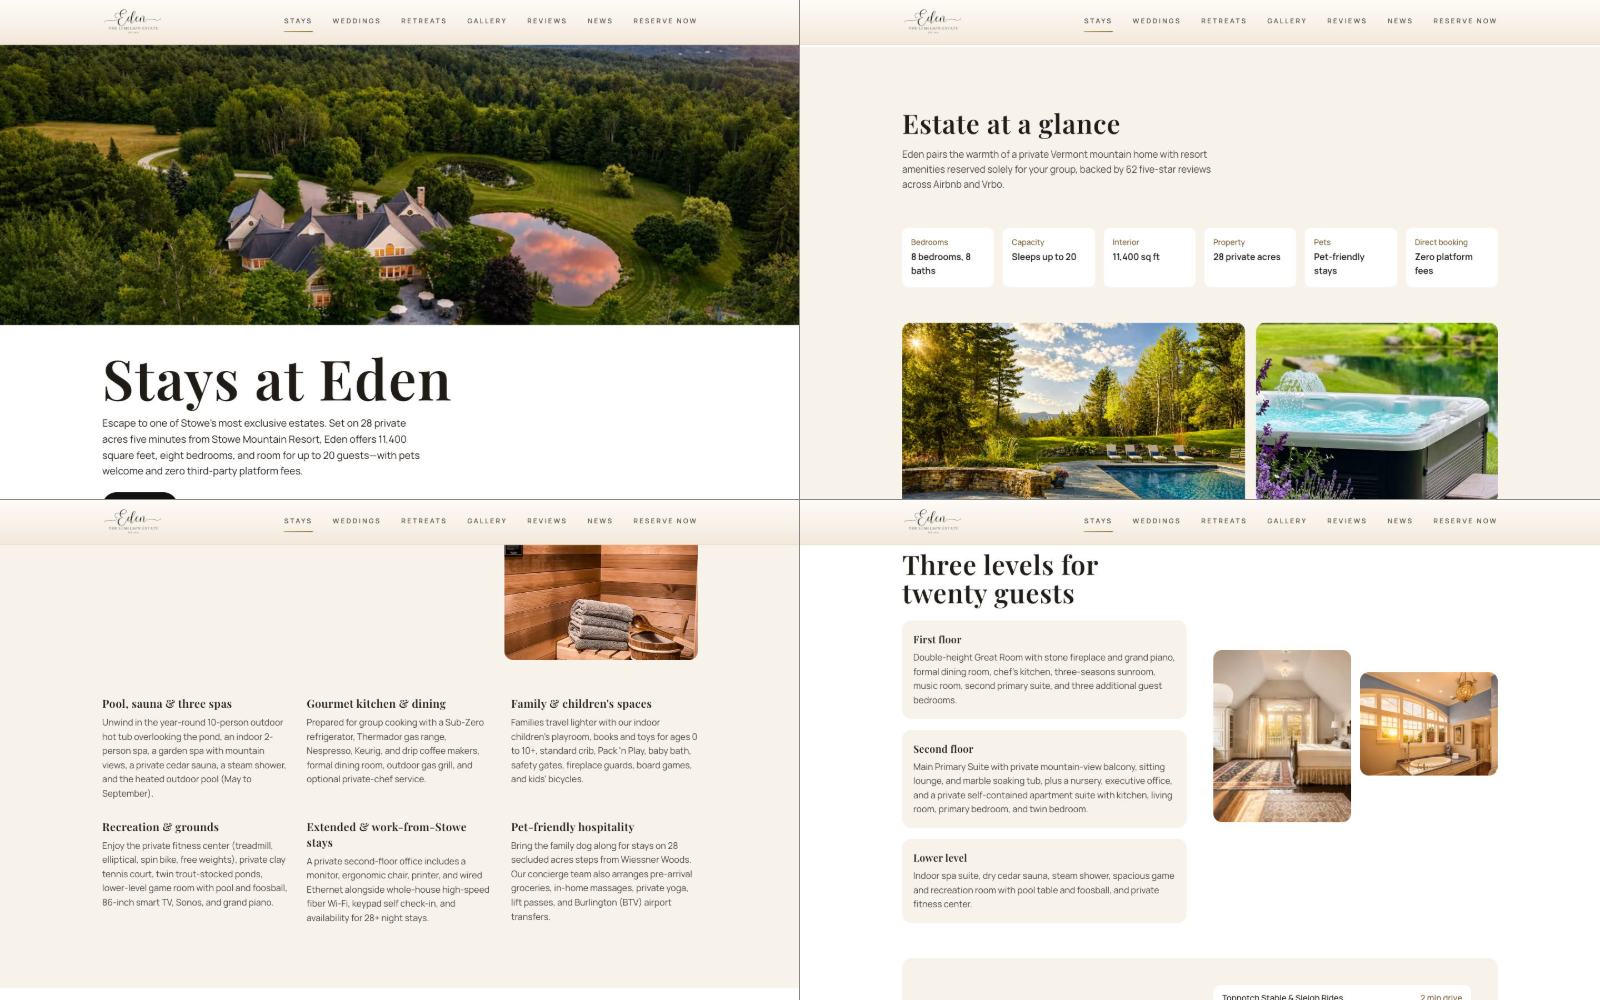 Eden
STAYS WEDDINGS RETREATS GALLERY REVIEWS NEWS RESERVE NOW
Stays at Eden
Escape to one of Stowe's most exclusive estates. Set on 28 private
acres five minutes from Stowe Mountain Resort, Eden offers 11,400
square feet, eight bedrooms, and room for up to 20 guests—with pets
welcome and zero third-party platform fees.
Eden
STAYS WEDDINGS RETREATS GALLERY REVIEWS NEWS RESERVE NOW
Estate at a glance
Eden pairs the warmth of a private Vermont mountain home with resort
amenities reserved solely for your group, backed by 62 five-star reviews
across Airbnb and Vrbo.
Bedrooms
8 bedrooms, 8
baths
Capacity
Sleeps up to 20
Interior
11,400 sq ft
Property
28 private acres
Pets
Pet-friendly
stays
Direct booking
Zero platform
fees
Eden
STAYS WEDDINGS RETREATS GALLERY REVIEWS NEWS RESERVE NOW
Pool, sauna & three spas
Unwind in the year-round 10-person outdoor
hot tub overlooking the pond, an indoor 2-
person spa, a garden spa with mountain
views, a private cedar sauna, a steam shower,
and the heated outdoor pool (May to
September).
Gourmet kitchen & dining
Prepared for group cooking with a Sub-Zero
refrigerator, Thermador gas range,
Nespresso, Keurig, and drip coffee makers,
formal dining room, outdoor gas grill, and
optional private-chef service.
Family & children's spaces
Families travel lighter with our indoor
children's playroom, books and toys for ages 0
to 10+, standard crib, Pack 'n Play, baby bath,
safety gates, fireplace guards, board games,
and kids' bicycles.
Recreation & grounds
Enjoy the private fitness center (treadmill,
elliptical, spin bike, free weights), private clay
tennis court, twin trout-stocked ponds,
lower-level game room with pool and foosball,
86-inch smart TV, Sonos, and grand piano.
Extended & work-from-Stowe
stays
A private second-floor office includes a
monitor, ergonomic chair, printer, and wired
Ethernet alongside whole-house high-speed
fiber Wi-Fi, keypad self check-in, and
availability for 28+ night stays.
Pet-friendly hospitality
Bring the family dog along for stays on 28
secluded acres steps from Wiessner Woods.
Our concierge team also arranges pre-arrival
groceries, in-home massages, private yoga,
lift passes, and Burlington (BTV) airport
transfers.
Eden
STAYS WEDDINGS RETREATS GALLERY REVIEWS NEWS RESERVE NOW
Three levels for
twenty guests
First floor
Double-height Great Room with stone fireplace and grand piano,
formal dining room, chef's kitchen, three-seasons sunroom,
music room, second primary suite, and three additional guest
bedrooms.
Second floor
Main Primary Suite with private mountain-view balcony, sitting
lounge, and marble soaking tub, plus a nursery, executive office,
and a private self-contained apartment suite with kitchen, living
room, primary bedroom, and twin bedroom.
Lower level
Indoor spa suite, dry cedar sauna, steam shower, spacious game
and recreation room with pool table and foosball, and private
fitness center.
Topnotch Stable & Sleigh Rides 2 min drive